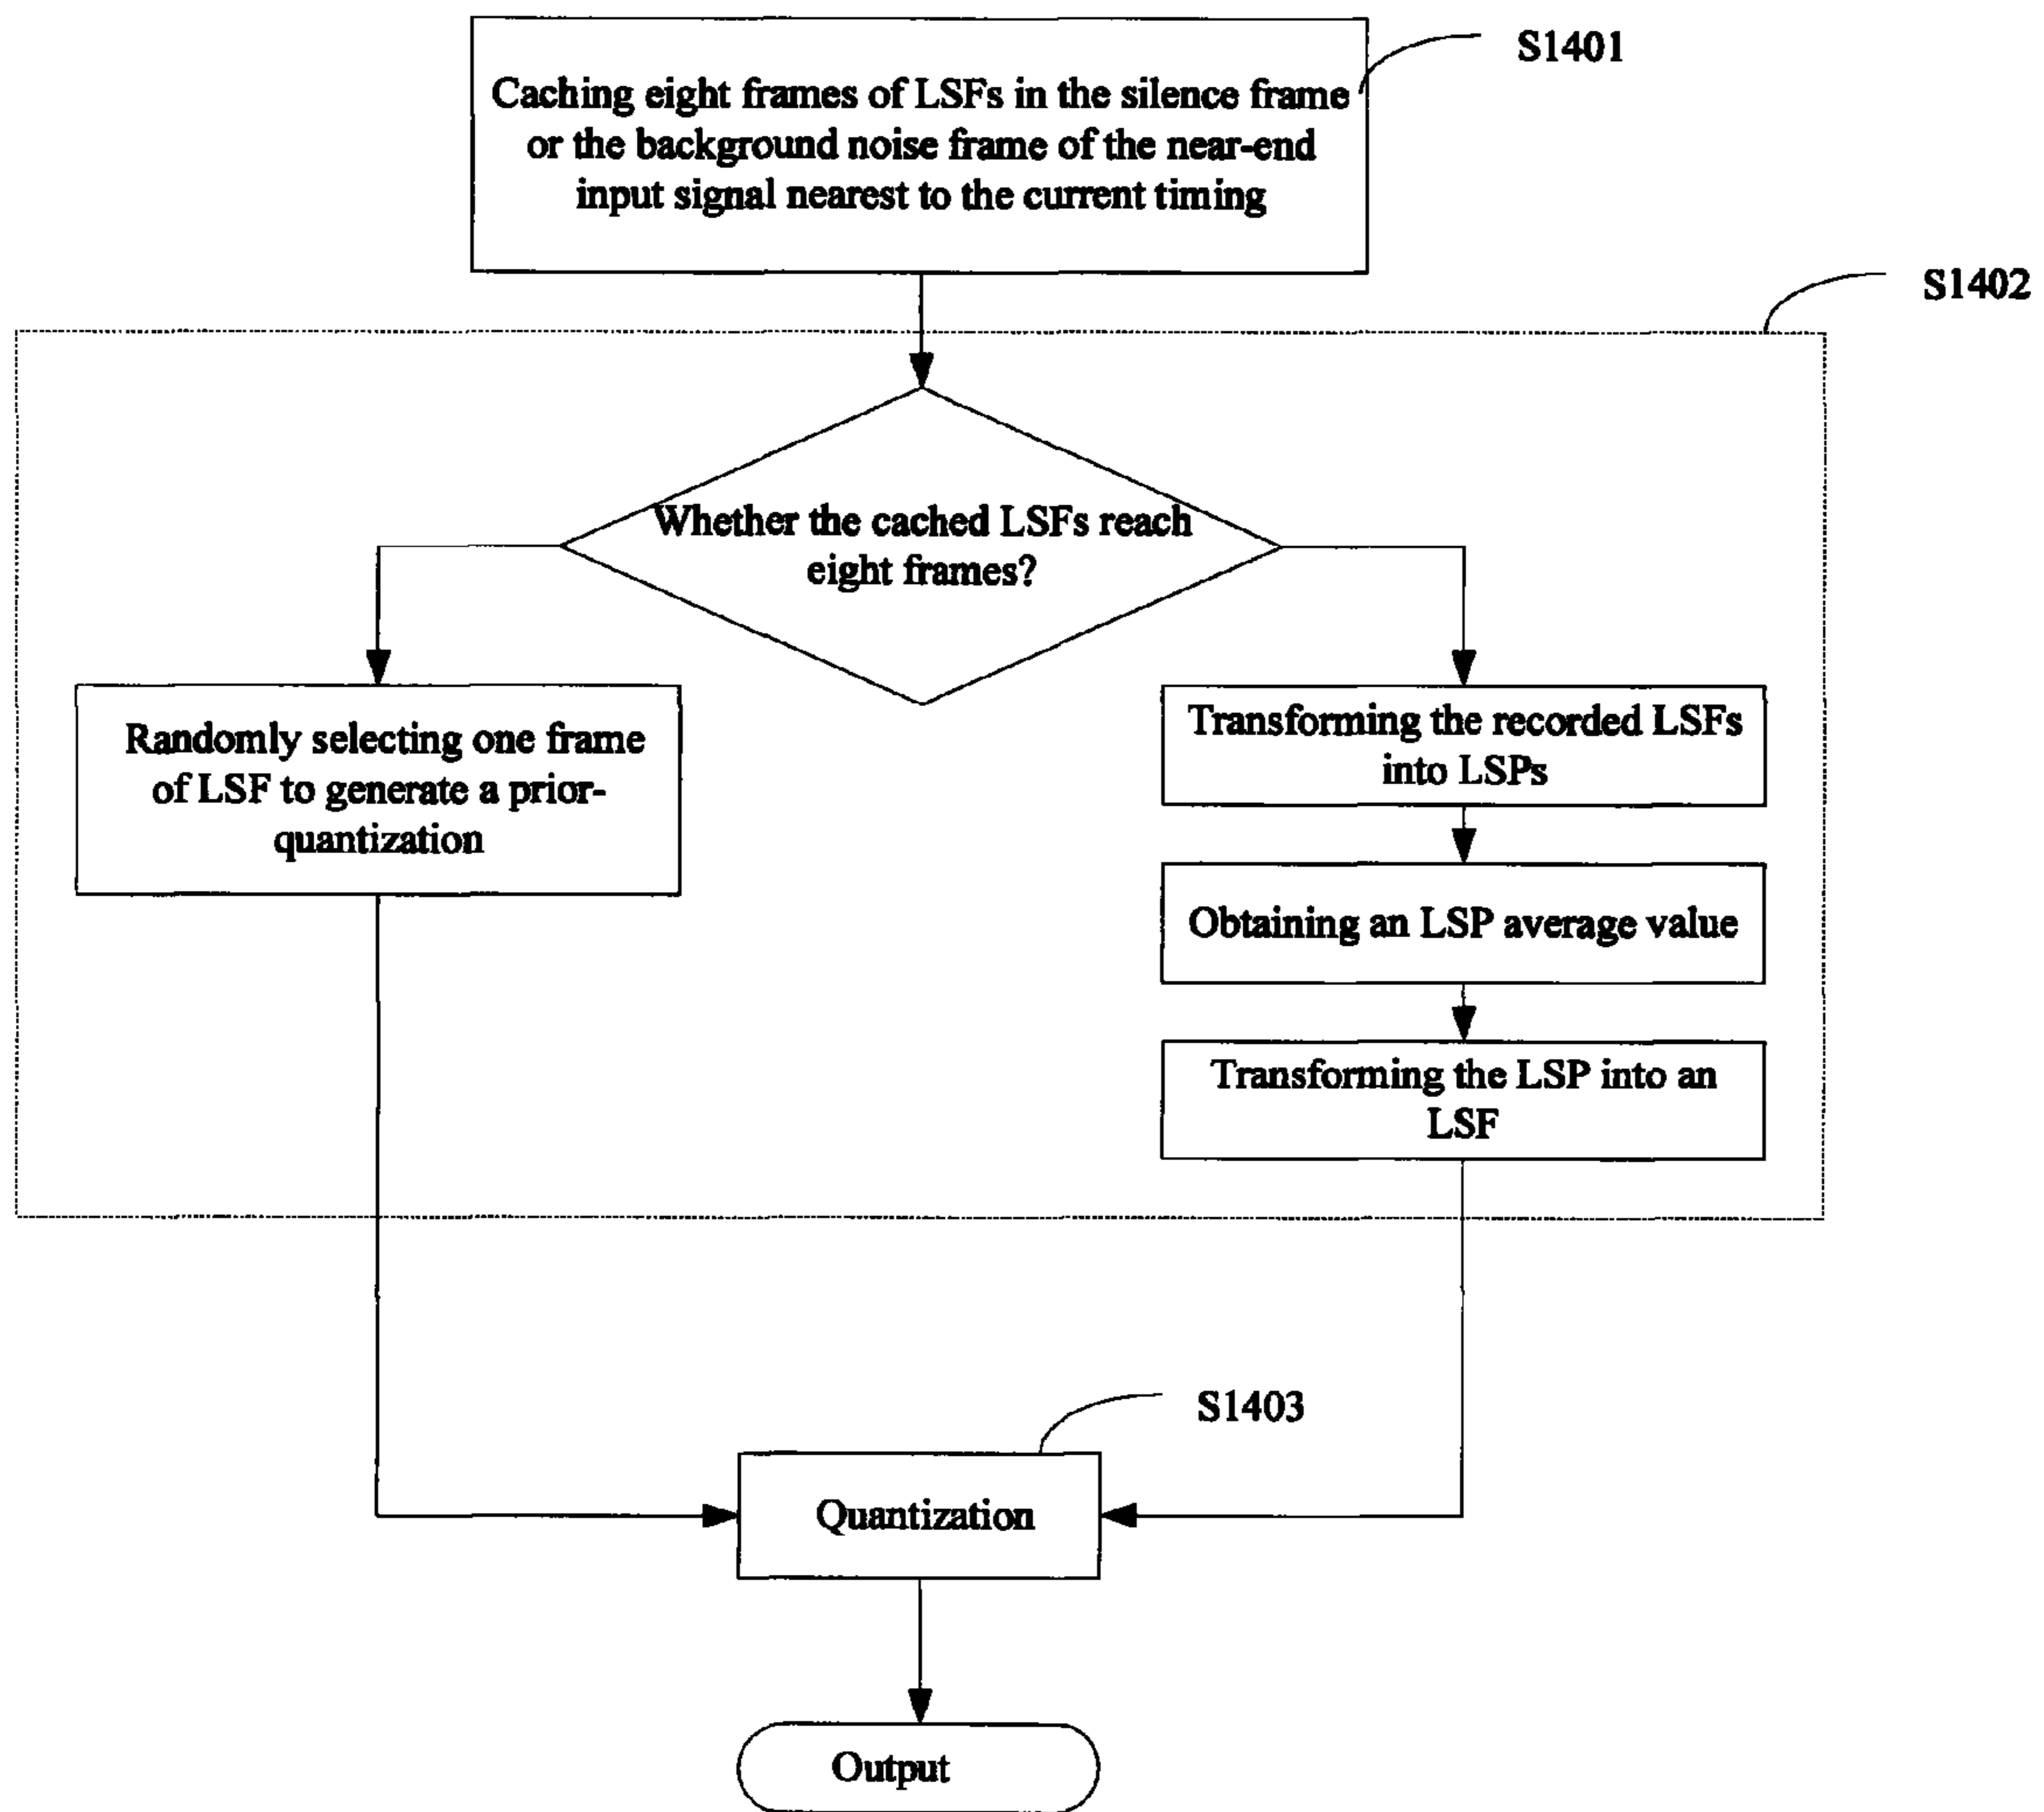 S1401
Caching eight frames of LSFs in the silence frame
or the background noise frame of the near-end
input signal nearest to the current timing
S1402
Whether the cached LSFs reach
eight frames?
Randomly selecting one frame
of LSF to generate a prior-
quantization
Transforming the recorded LSFs
into LSPs
Obtaining an LSP average value
Transforming the LSP into an
LSF
S1403
Quantization
Output